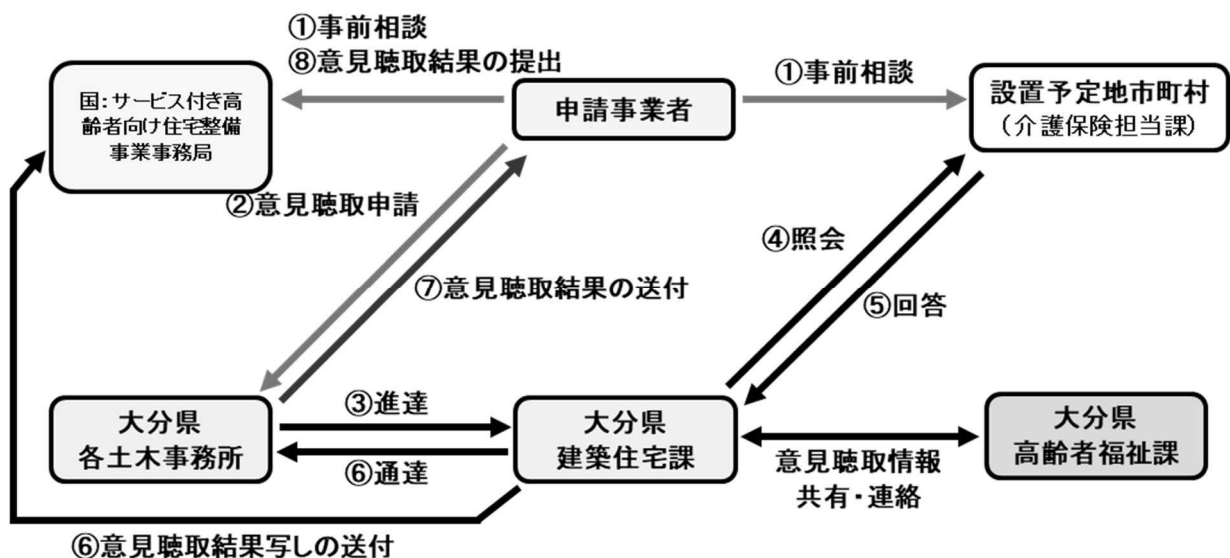 ①事前相談
⑧意見聴取結果の提出
①事前相談
国:サービス付き高
齢者向け住宅整備
事業事務局
申請事業者
設置予定地市町村
(介護保険担当課)
②意見聴取申請
④照会
⑦意見聴取結果の送付
⑤回答
大分県
各土木事務所
③進達
⑥通達
大分県
建築住宅課
意見聴取情報
共有・連絡
大分県
高齢者福祉課
⑥意見聴取結果写しの送付